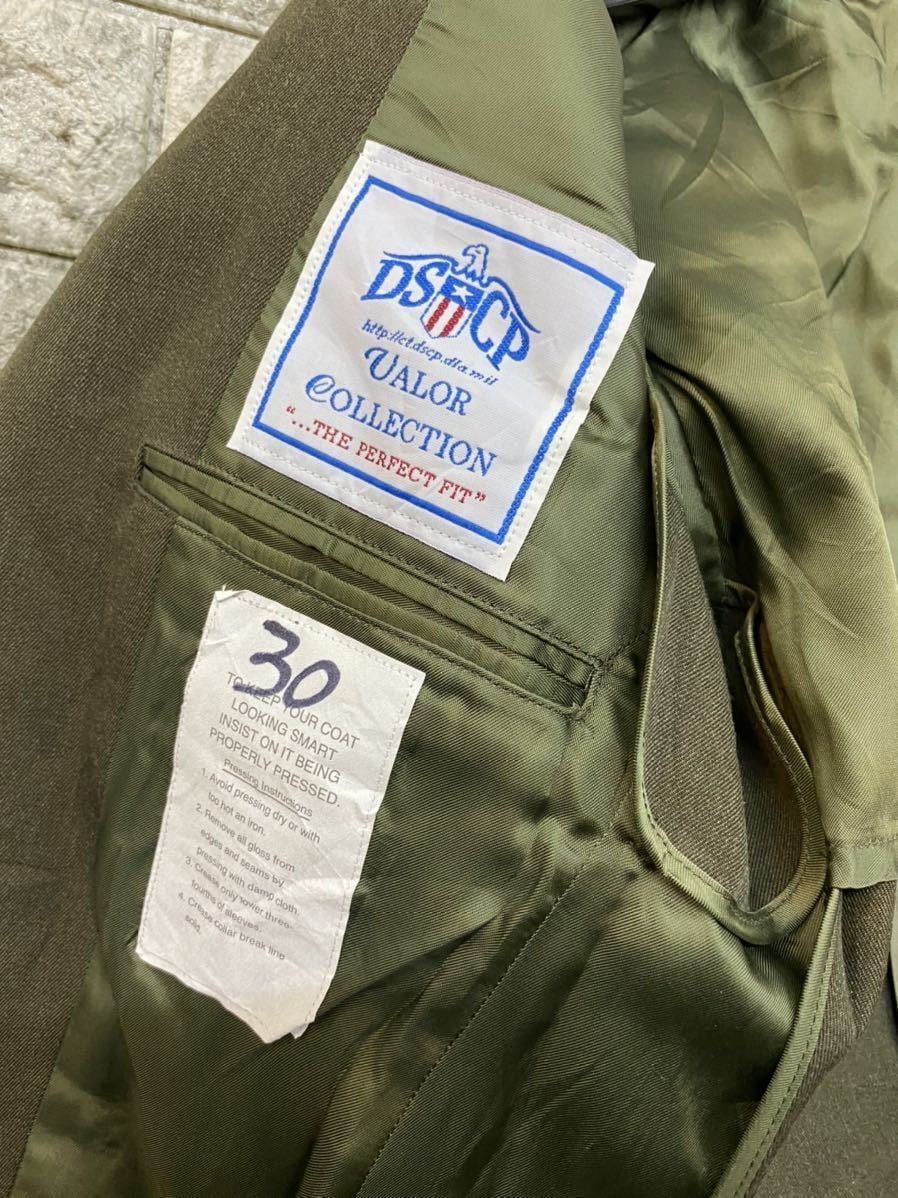 DSCP
http://ct.dscp.dla.mil
VALOR
COLLECTION
"...THE PERFECT FIT"
30
TO KEEP YOUR COAT
LOOKING SMART
INSIST ON IT BEING
PROPERLY PRESSED.
Pressing Instructions
1. Avoid pressing dry or with
too hot an iron.
2. Remove all gloss from
edges and seams by
pressing with damp cloth.
3. Crease only lower three-
fourths of sleeves.
4. Crease collar break line
solid.